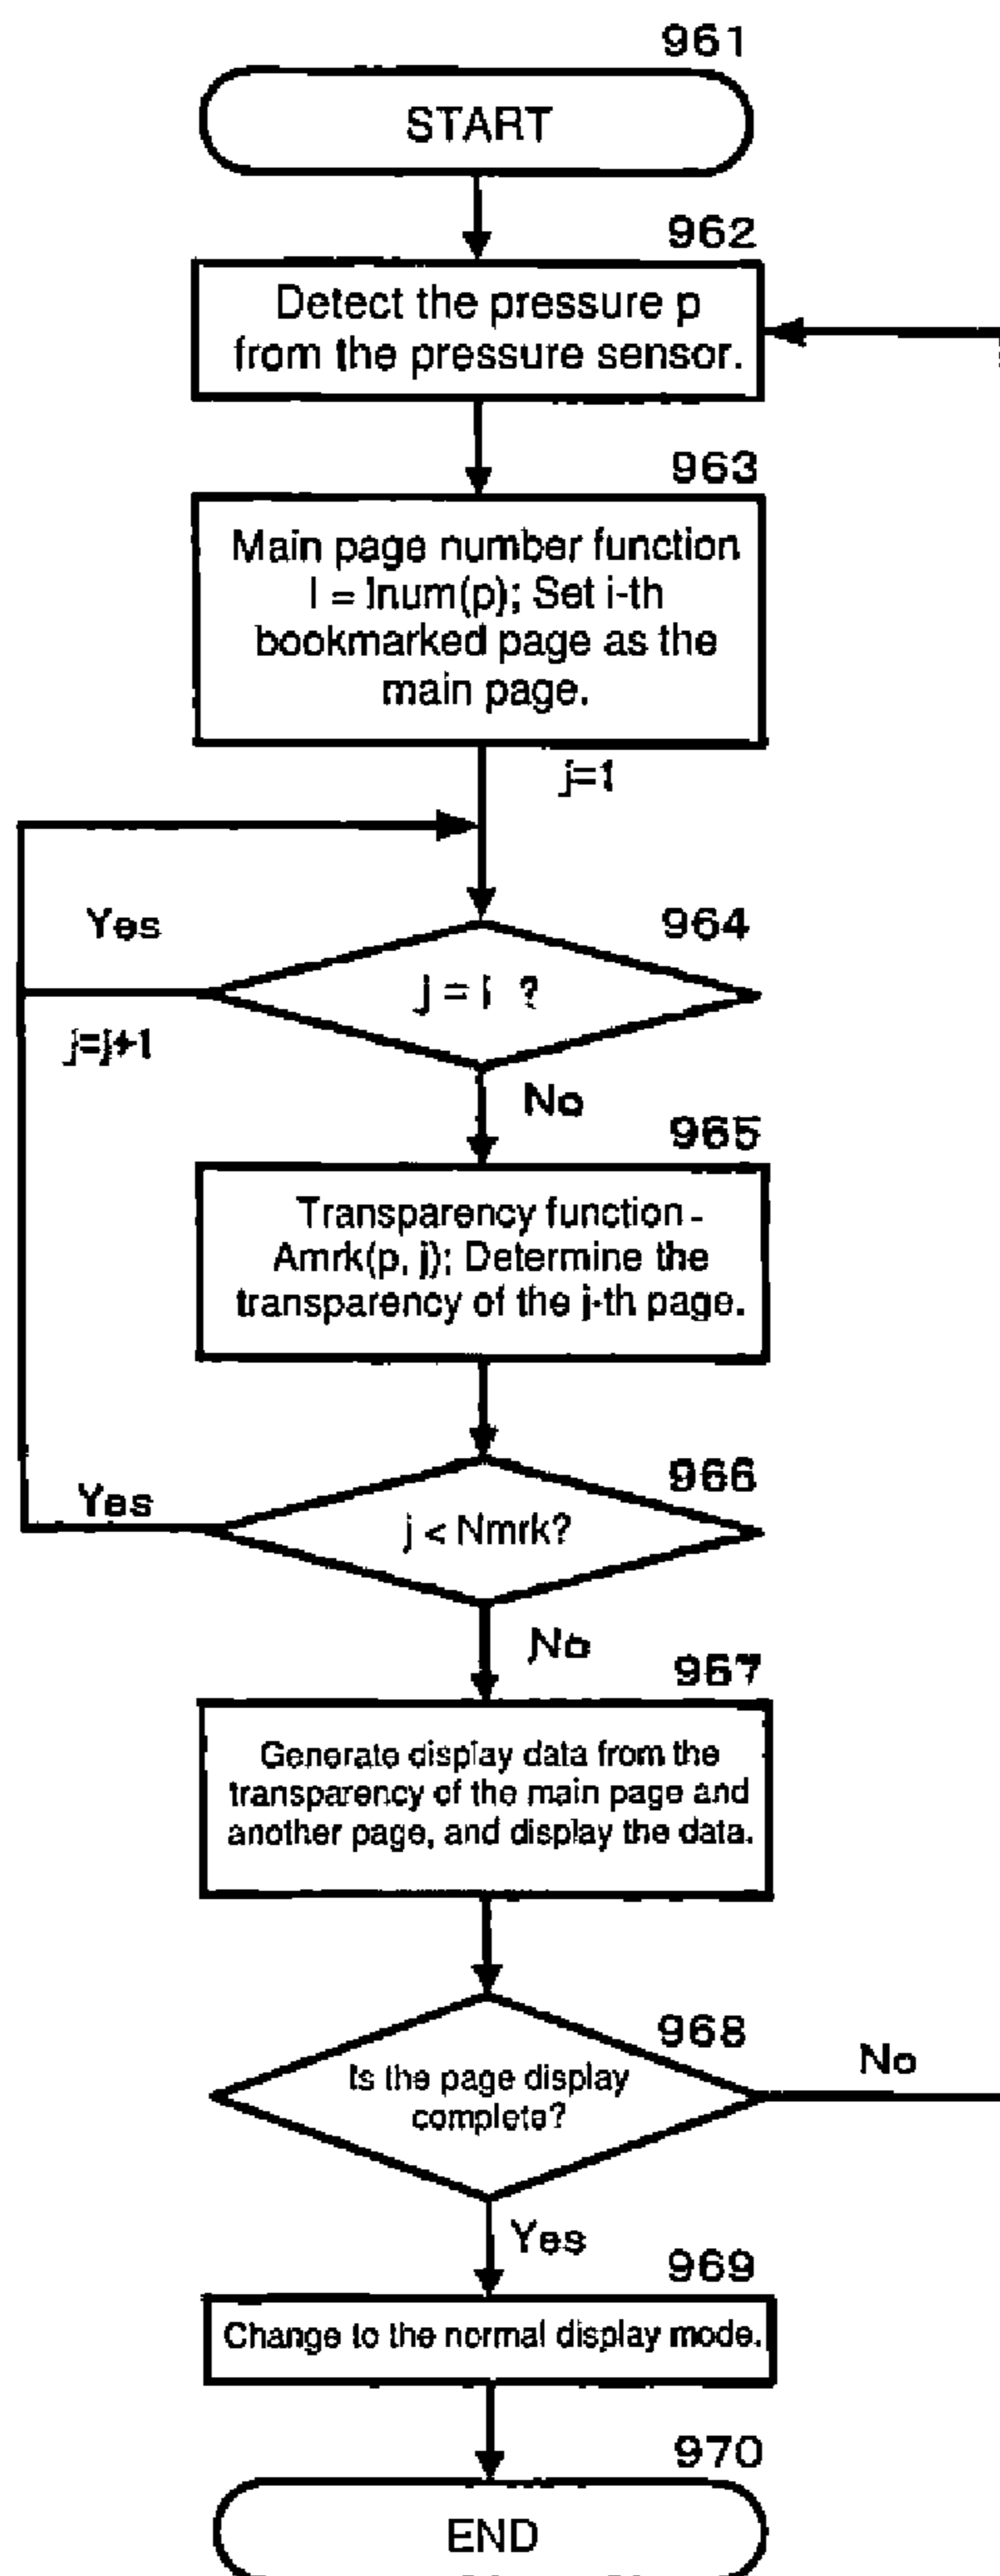 961
START
962
Detect the pressure p
from the pressure sensor.
963
Main page number function
I = Inum(p); Set i-th
bookmarked page as the
main page.
j=1
Yes
964
j = i ?
j=j+1
No
965
Transparency function -
Amrk(p, j); Determine the
transparency of the j-th page.
966
Yes
j < Nmrk?
No
967
Generate display data from the
transparency of the main page and
another page, and display the data.
968
No
Is the page display
complete?
Yes
969
Change to the normal display mode.
970
END